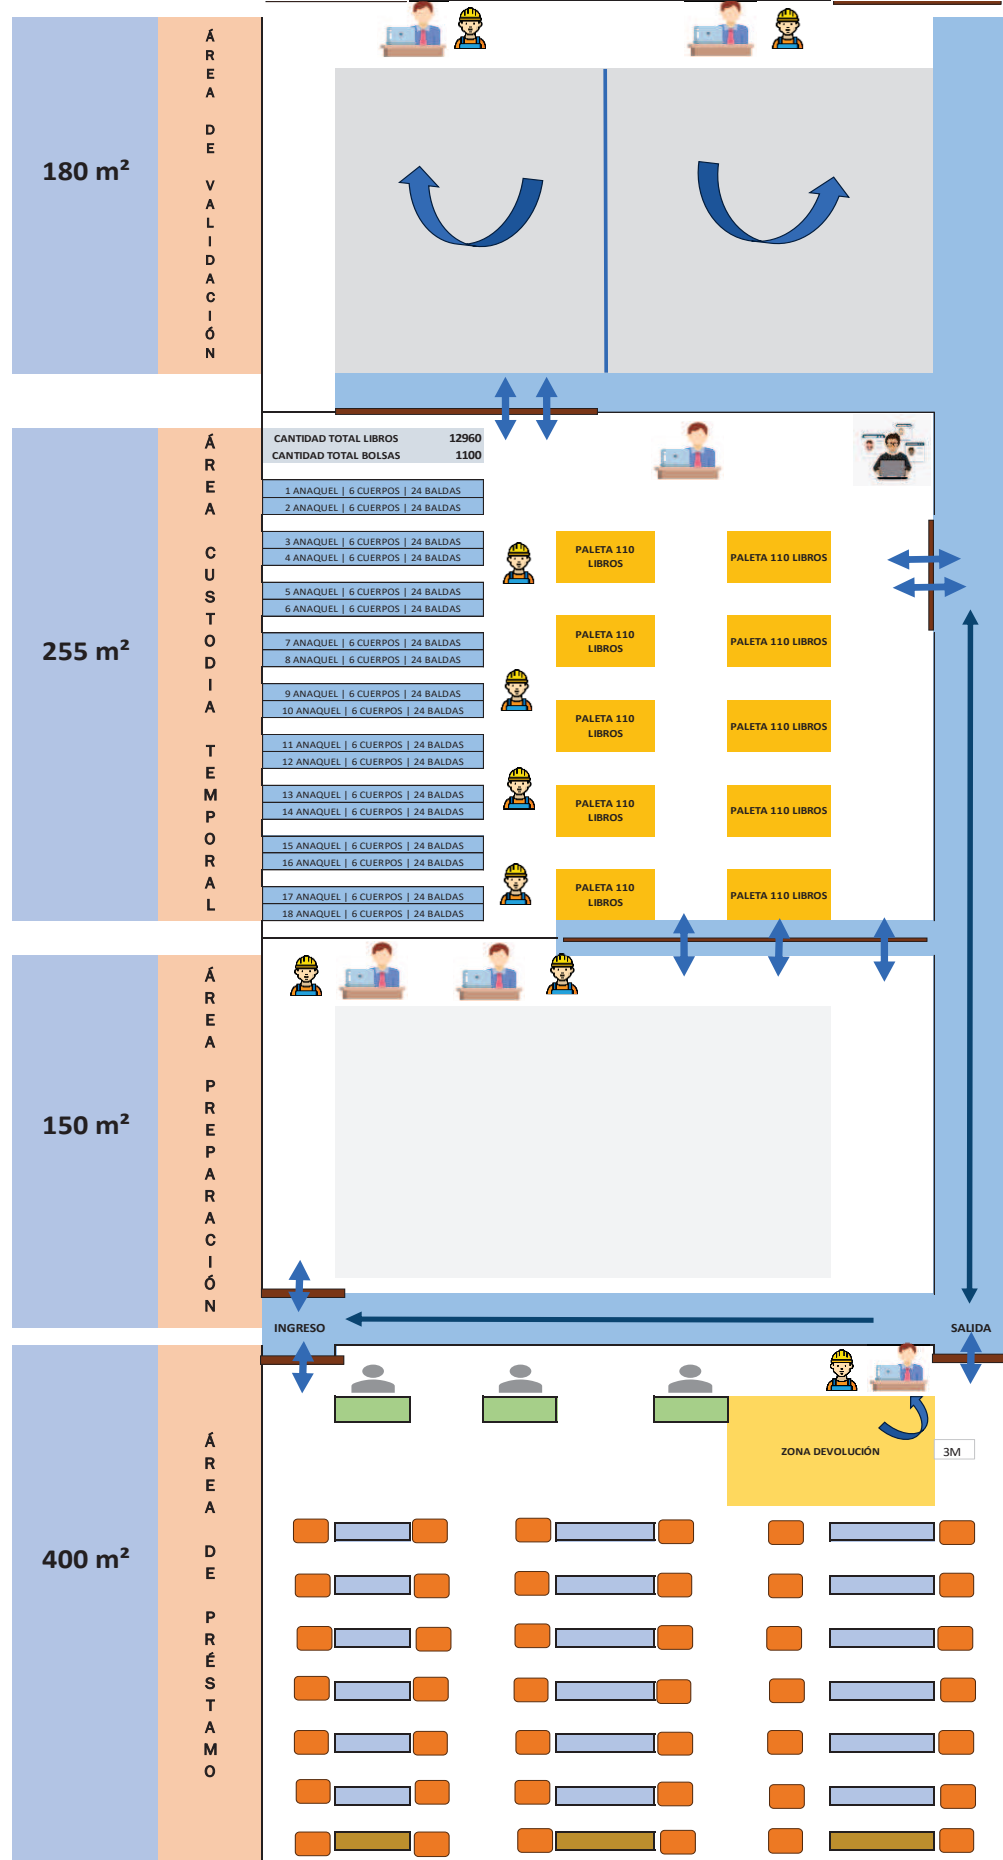 180 m²
ÁREA DE VALIDACIÓN
255 m²
ÁREA CUSTODIA TEMPORAL
CANTIDAD TOTAL LIBROS 12960
CANTIDAD TOTAL BOLSAS 1100
1 ANAQUEL | 6 CUERPOS | 24 BALDAS
2 ANAQUEL | 6 CUERPOS | 24 BALDAS
3 ANAQUEL | 6 CUERPOS | 24 BALDAS
4 ANAQUEL | 6 CUERPOS | 24 BALDAS
5 ANAQUEL | 6 CUERPOS | 24 BALDAS
6 ANAQUEL | 6 CUERPOS | 24 BALDAS
7 ANAQUEL | 6 CUERPOS | 24 BALDAS
8 ANAQUEL | 6 CUERPOS | 24 BALDAS
9 ANAQUEL | 6 CUERPOS | 24 BALDAS
10 ANAQUEL | 6 CUERPOS | 24 BALDAS
11 ANAQUEL | 6 CUERPOS | 24 BALDAS
12 ANAQUEL | 6 CUERPOS | 24 BALDAS
13 ANAQUEL | 6 CUERPOS | 24 BALDAS
14 ANAQUEL | 6 CUERPOS | 24 BALDAS
15 ANAQUEL | 6 CUERPOS | 24 BALDAS
16 ANAQUEL | 6 CUERPOS | 24 BALDAS
17 ANAQUEL | 6 CUERPOS | 24 BALDAS
18 ANAQUEL | 6 CUERPOS | 24 BALDAS
PALETA 110
LIBROS
PALETA 110 LIBROS
PALETA 110
LIBROS
PALETA 110 LIBROS
PALETA 110
LIBROS
PALETA 110 LIBROS
PALETA 110
LIBROS
PALETA 110 LIBROS
PALETA 110
LIBROS
PALETA 110 LIBROS
150 m²
ÁREA PREPARACIÓN
INGRESO
SALIDA
400 m²
ÁREA DE PRÉSTAMO
ZONA DEVOLUCIÓN
3M